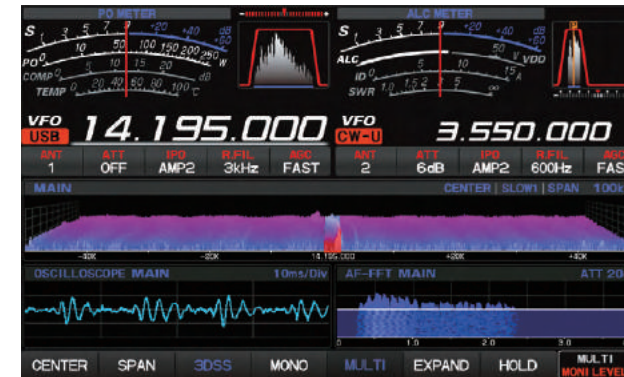 PO METER ALC METER
S 1 3 5 7 9 +20 +40 dB +60 S 1 3 5 7 9 +20 +40 dB +60
PO 0 10 50 100 150 200 250 W ALC VDD
COMP 0 5 10 15 20 dB ID 0 5 10 15 A
TEMP 0 20 40 60 80 100 °C SWR 1.0 1.5 2 3 5 ∞
VFO 14.195.000 VFO 3.550.000
USB CW-U
ANT ATT IPO R.FIL AGC ANT ATT IPO R.FIL AGC
1 OFF AMP2 3kHz FAST 2 6dB AMP2 600Hz FAS
MAIN CENTER | SLOW1 | SPAN 100k
-40K -20K 14.195.000 +20K +40K
OSCILLOSCOPE MAIN 10ms/Div AF-FFT MAIN ATT 20
0 1.0 2.0 3.0
CENTER SPAN 3DSS MONO MULTI EXPAND HOLD MULTI
MONI LEVEL